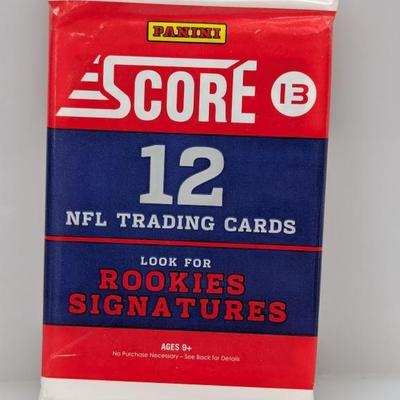 PANINI
SCORE 13
12
NFL TRADING CARDS
LOOK FOR
ROOKIES
SIGNATURES
AGES 9+
No Purchase Necessary – See Back for Details